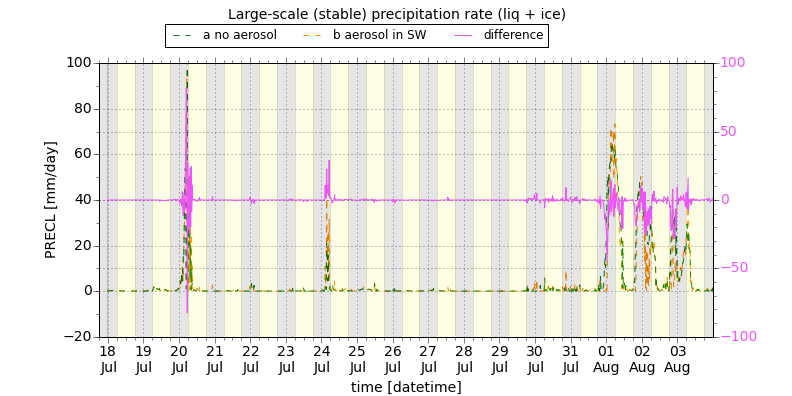 Large-scale (stable) precipitation rate (liq + ice)
a no aerosol b aerosol in SW difference
PRECL [mm/day]
100
80
60
40
20
0
−20
100
50
0
−50
−100
18 19 20 21 22 23 24 25 26 27 28 29 30 31 01 02 03
Jul Jul Jul Jul Jul Jul Jul Jul Jul Jul Jul Jul Jul Jul Aug Aug Aug
time [datetime]